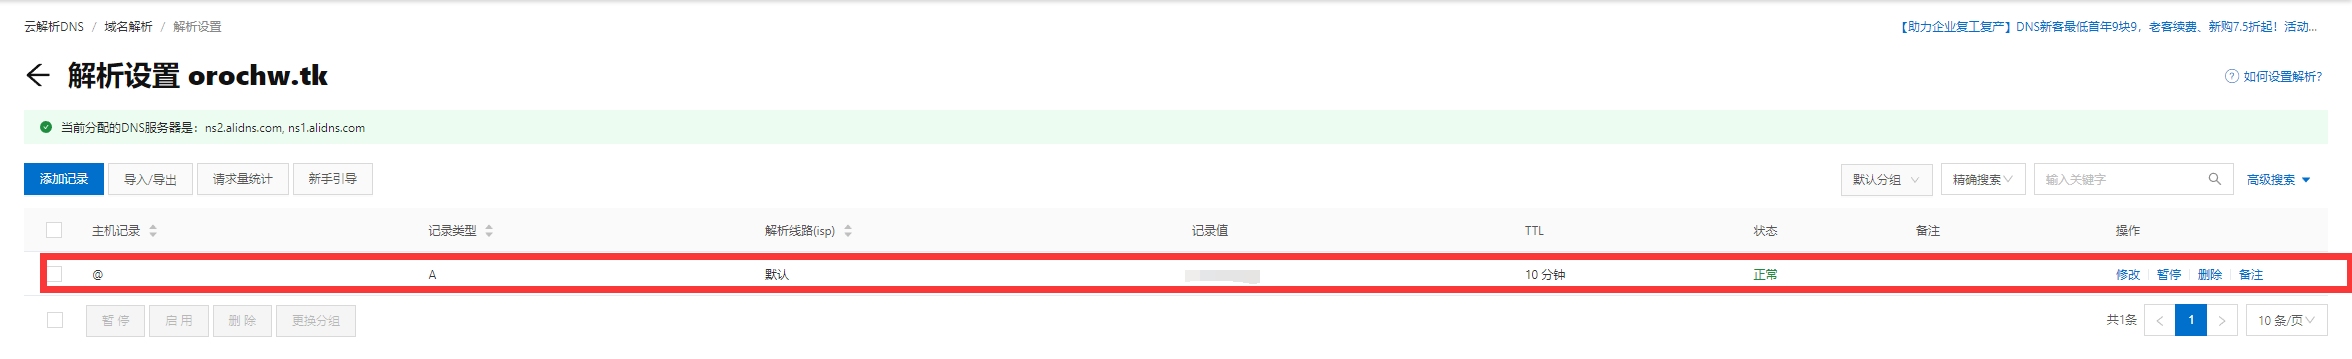 云解析DNS / 域名解析 / 解析设置
【助力企业复工复产】DNS新客最低首年9块9，老客续费、新购7.5折起！活动...
解析设置 orochw.tk
如何设置解析?
当前分配的DNS服务器是：ns2.alidns.com, ns1.alidns.com
添加记录 导入/导出 请求量统计 新手引导 默认分组 精确搜索 输入关键字 高级搜索
主机记录 记录类型 解析线路(isp) 记录值 TTL 状态 备注 操作
@ A 默认 10 分钟 正常 修改 暂停 删除 备注
暂 停 启 用 删 除 更换分组 共1条 < 1 > 10 条/页